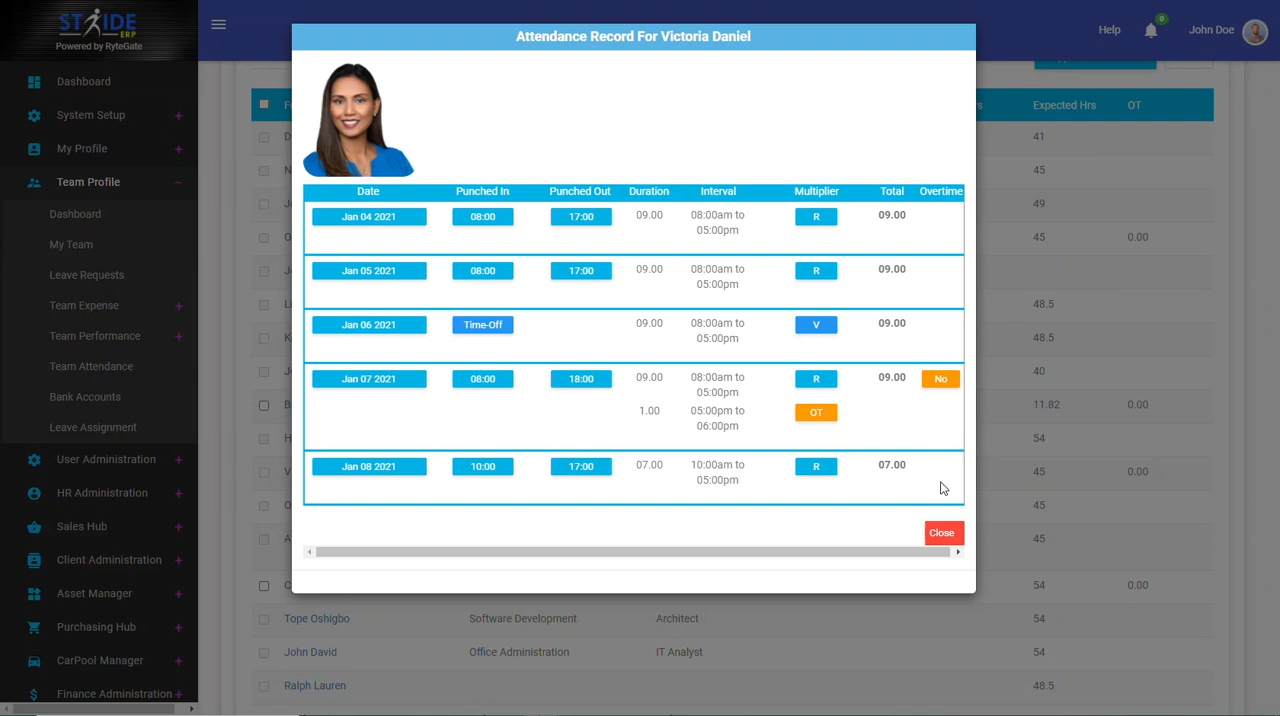 STRIDE
ERP
Powered by RyteGate
Help
0
John Doe
Attendance Record For Victoria Daniel
Dashboard
System Setup +
My Profile +
Team Profile −
Dashboard
My Team
Leave Requests
Team Expense +
Team Performance +
Team Attendance
Bank Accounts
Leave Assignment
User Administration +
HR Administration +
Sales Hub +
Client Administration +
Asset Manager +
Purchasing Hub +
CarPool Manager +
Finance Administration +
Date Punched In Punched Out Duration Interval Multiplier Total Overtime
Jan 04 2021 08:00 17:00 09.00 08:00am to R 09.00
05:00pm
Jan 05 2021 08:00 17:00 09.00 08:00am to R 09.00
05:00pm
Jan 06 2021 Time-Off 09.00 08:00am to V 09.00
05:00pm
Jan 07 2021 08:00 18:00 09.00 08:00am to R 09.00 No
05:00pm
1.00 05:00pm to OT
06:00pm
Jan 08 2021 10:00 17:00 07.00 10:00am to R 07.00
05:00pm
Close
Expected Hrs OT
41
45
49
45 0.00
48.5
48.5
40
11.82 0.00
54
45 0.00
45
45
54 0.00
Tope Oshigbo Software Development Architect 54
John David Office Administration IT Analyst 54
Ralph Lauren 48.5